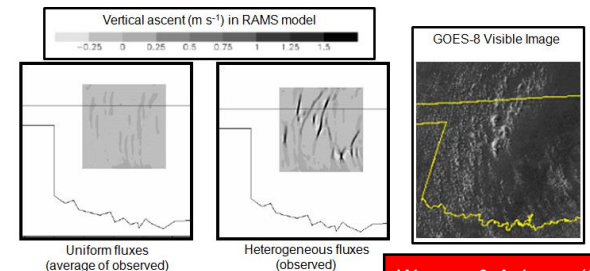 Vertical ascent (m s-1) in RAMS model
-0.25 0 0.25 0.5 0.75 1 1.25 1.5
GOES-8 Visible Image
Uniform fluxes
(average of observed)
Heterogeneous fluxes
(observed)